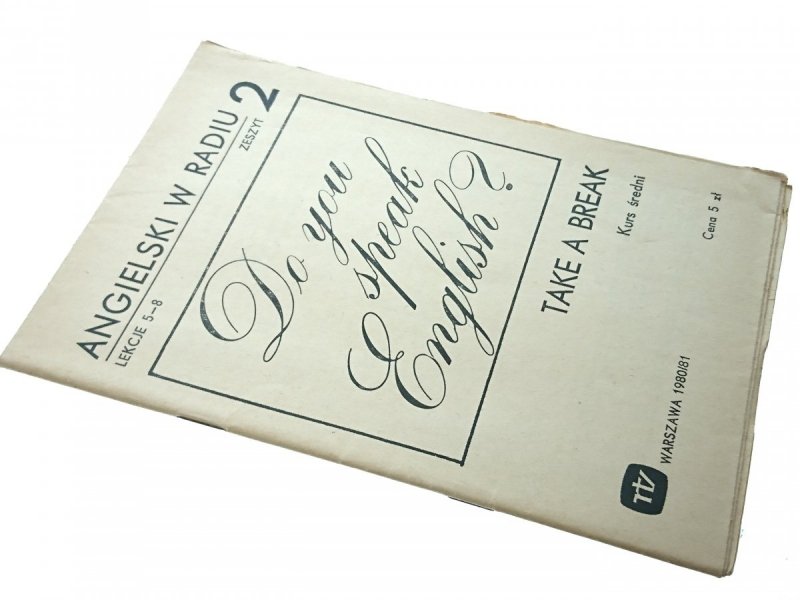 ANGIELSKI W RADIU
LEKCJE 5-8
ZESZYT 2
Do you
speak
English?
TAKE A BREAK
Kurs średni
Cena 5 zł
rtv
WARSZAWA 1980/81